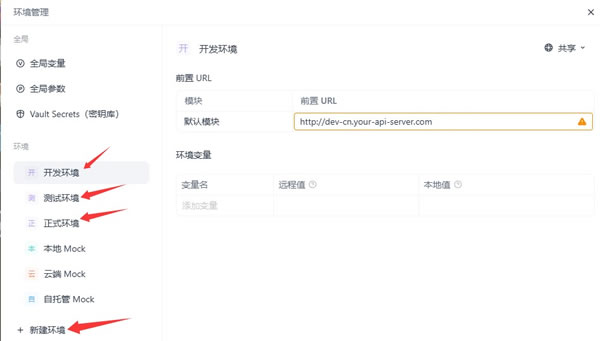 环境管理
全局
全局变量
全局参数
Vault Secrets（密钥库）
环境
开 开发环境
测 测试环境
正 正式环境
本 本地 Mock
云 云端 Mock
自 自托管 Mock
+ 新建环境
开 开发环境
共享
前置 URL
模块 前置 URL
默认模块 http://dev-cn.your-api-server.com
环境变量
变量名 远程值 本地值
添加变量